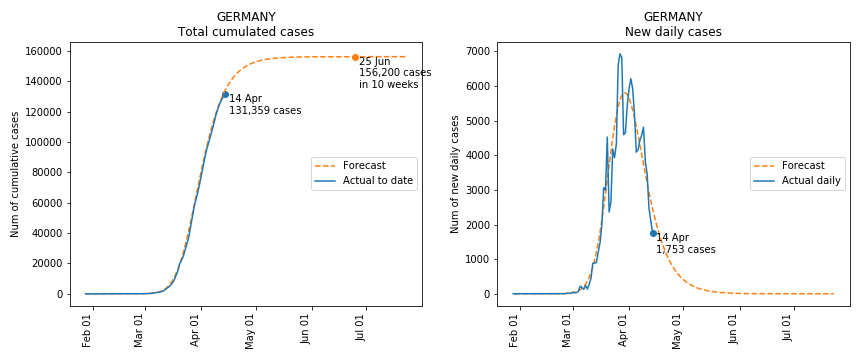 GERMANY
Total cumulated cases
Num of cumulative cases
160000
140000
120000
100000
80000
60000
40000
20000
0
25 Jun
156,200 cases
in 10 weeks
14 Apr
131,359 cases
Forecast
Actual to date
Feb 01
Mar 01
Apr 01
May 01
Jun 01
Jul 01
GERMANY
New daily cases
Num of new daily cases
7000
6000
5000
4000
3000
2000
1000
0
14 Apr
1,753 cases
Forecast
Actual daily
Feb 01
Mar 01
Apr 01
May 01
Jun 01
Jul 01